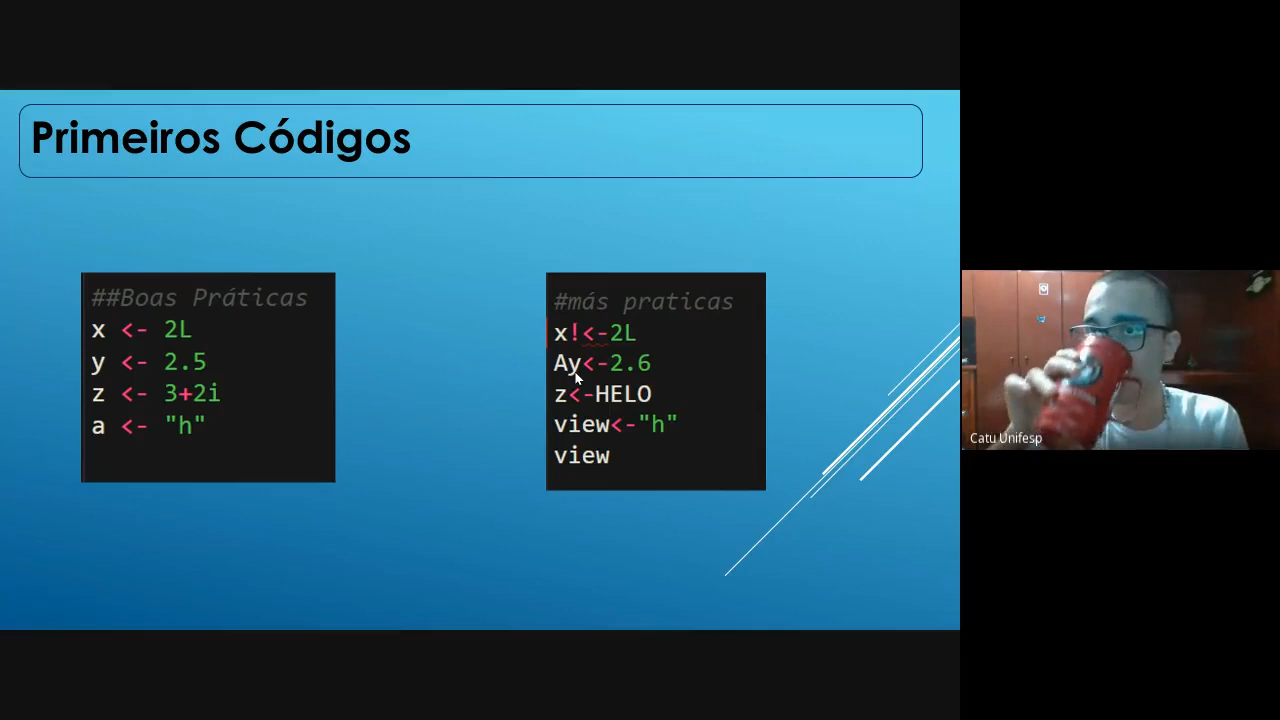 Primeiros Códigos
##Boas Práticas
x <- 2L
y <- 2.5
z <- 3+2i
a <- "h"
#más praticas
x!<-2L
Ay<-2.6
z<-HELO
view<-"h"
view
Catu Unifesp